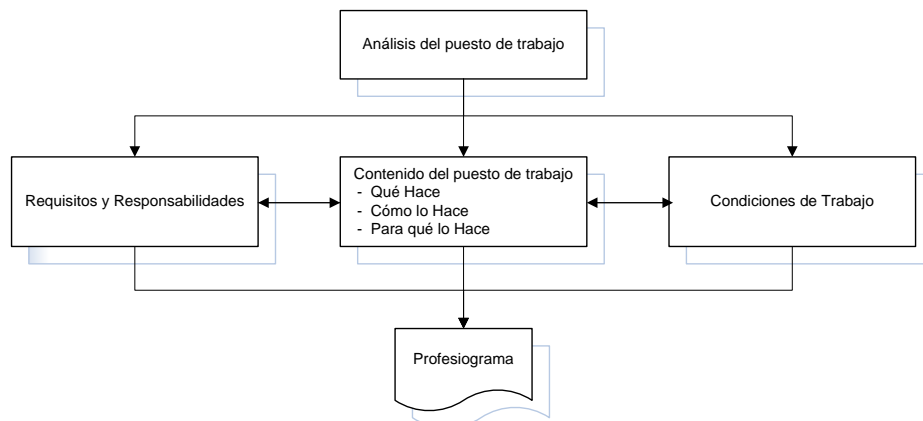 Análisis del puesto de trabajo
Requisitos y Responsabilidades
Contenido del puesto de trabajo
- Qué Hace
- Cómo lo Hace
- Para qué lo Hace
Condiciones de Trabajo
Profesiograma